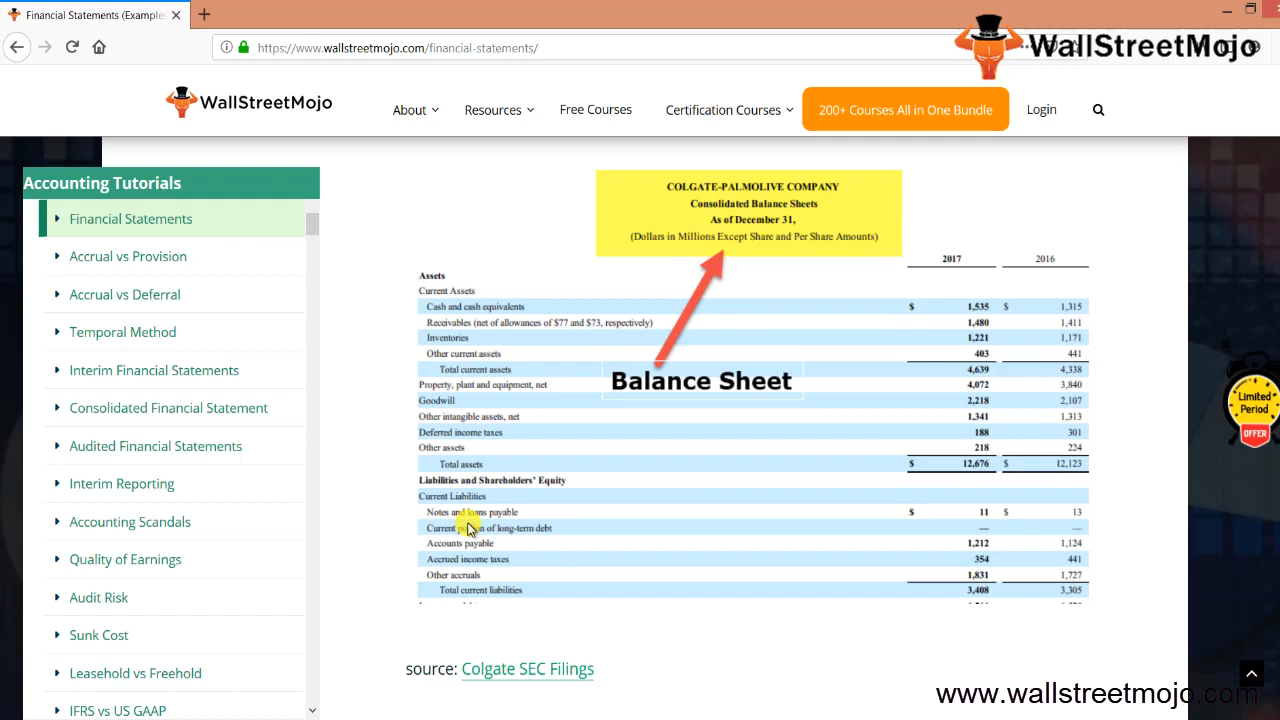 Financial Statements (Examples
https://www.wallstreetmojo.com/financial-statements/
WallStreetMojo
WallStreetMojo
About
Resources
Free Courses
Certification Courses
200+ Courses All in One Bundle
Login
Accounting Tutorials
Financial Statements
Accrual vs Provision
Accrual vs Deferral
Temporal Method
Interim Financial Statements
Consolidated Financial Statement
Audited Financial Statements
Interim Reporting
Accounting Scandals
Quality of Earnings
Audit Risk
Sunk Cost
Leasehold vs Freehold
IFRS vs US GAAP
COLGATE-PALMOLIVE COMPANY
Consolidated Balance Sheets
As of December 31,
(Dollars in Millions Except Share and Per Share Amounts)
2017 2016
Assets
Current Assets
Cash and cash equivalents $ 1,535 $ 1,315
Receivables (net of allowances of $77 and $73, respectively) 1,480 1,411
Inventories 1,221 1,171
Other current assets 403 441
Total current assets 4,639 4,338
Property, plant and equipment, net 4,072 3,840
Balance Sheet
Goodwill 2,218 2,107
Other intangible assets, net 1,341 1,313
Deferred income taxes 188 301
Other assets 218 224
Total assets $ 12,676 $ 12,123
Liabilities and Shareholders' Equity
Current Liabilities
Notes and loans payable $ 11 $ 13
Current portion of long-term debt — —
Accounts payable 1,212 1,124
Accrued income taxes 354 441
Other accruals 1,831 1,727
Total current liabilities 3,408 3,305
source: Colgate SEC Filings
Limited
Period
OFFER
www.wallstreetmojo.com